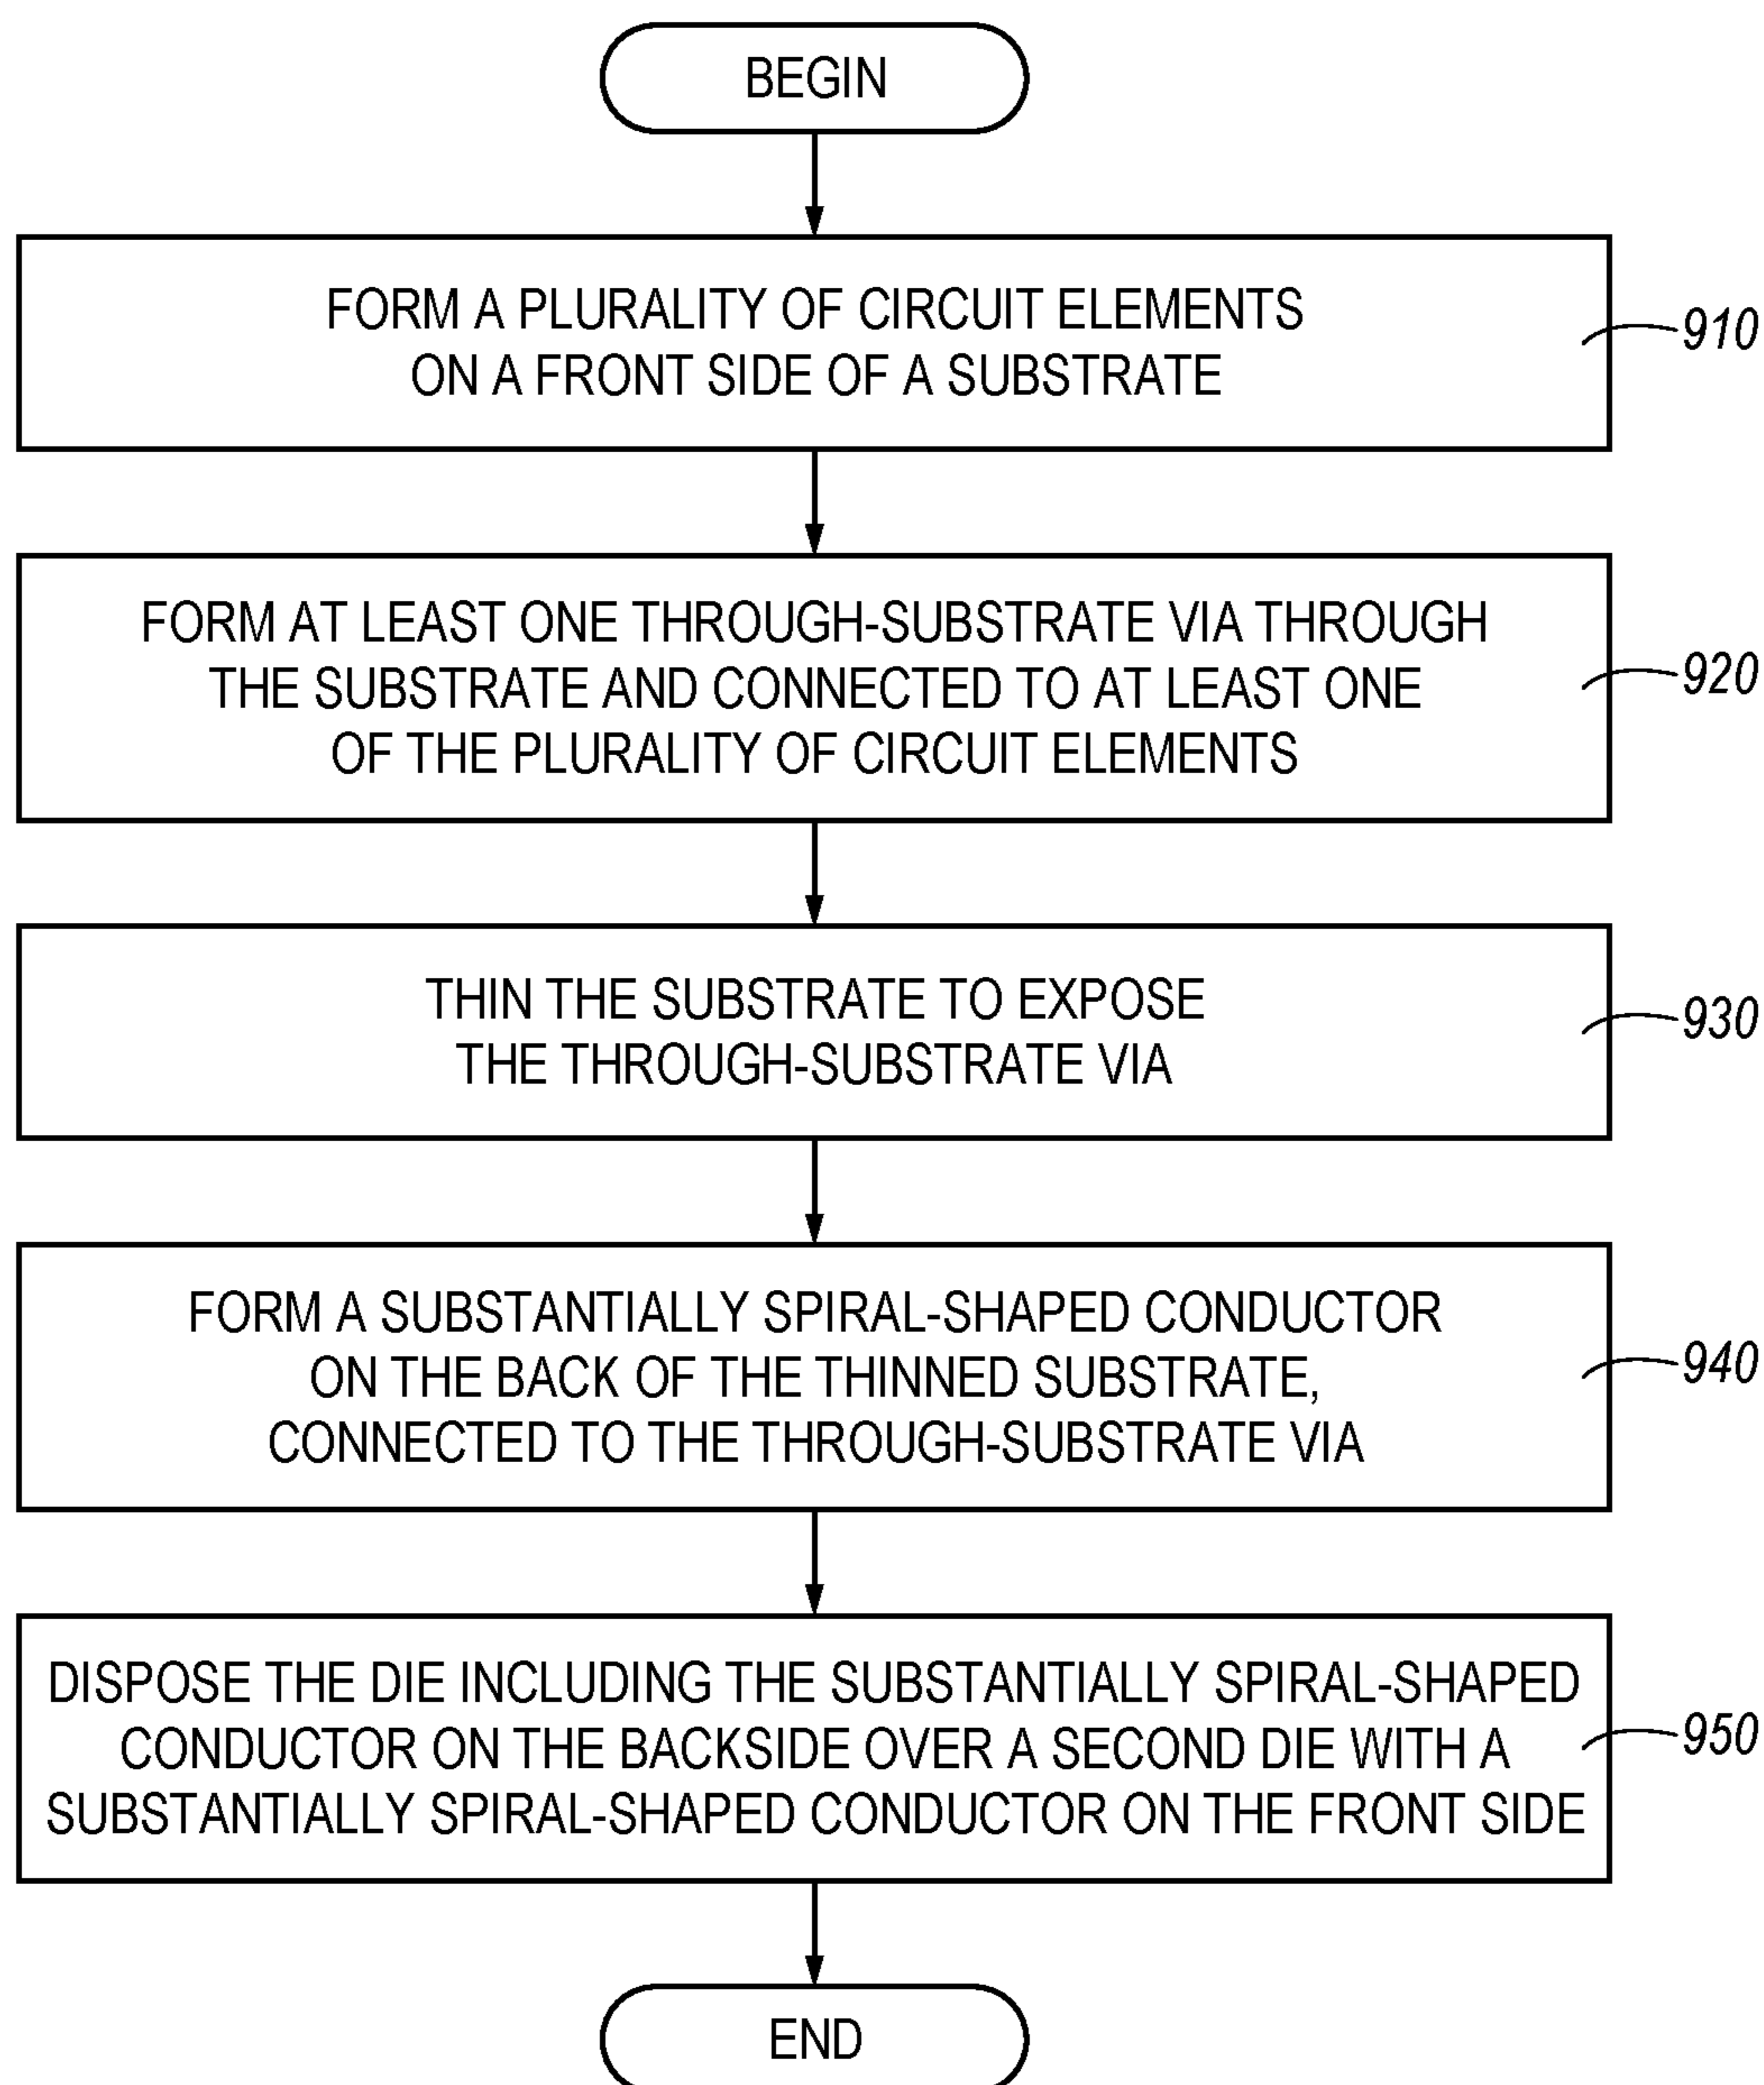 BEGIN
FORM A PLURALITY OF CIRCUIT ELEMENTS
ON A FRONT SIDE OF A SUBSTRATE
910
FORM AT LEAST ONE THROUGH-SUBSTRATE VIA THROUGH
THE SUBSTRATE AND CONNECTED TO AT LEAST ONE
OF THE PLURALITY OF CIRCUIT ELEMENTS
920
THIN THE SUBSTRATE TO EXPOSE
THE THROUGH-SUBSTRATE VIA
930
FORM A SUBSTANTIALLY SPIRAL-SHAPED CONDUCTOR
ON THE BACK OF THE THINNED SUBSTRATE,
CONNECTED TO THE THROUGH-SUBSTRATE VIA
940
DISPOSE THE DIE INCLUDING THE SUBSTANTIALLY SPIRAL-SHAPED
CONDUCTOR ON THE BACKSIDE OVER A SECOND DIE WITH A
SUBSTANTIALLY SPIRAL-SHAPED CONDUCTOR ON THE FRONT SIDE
950
END